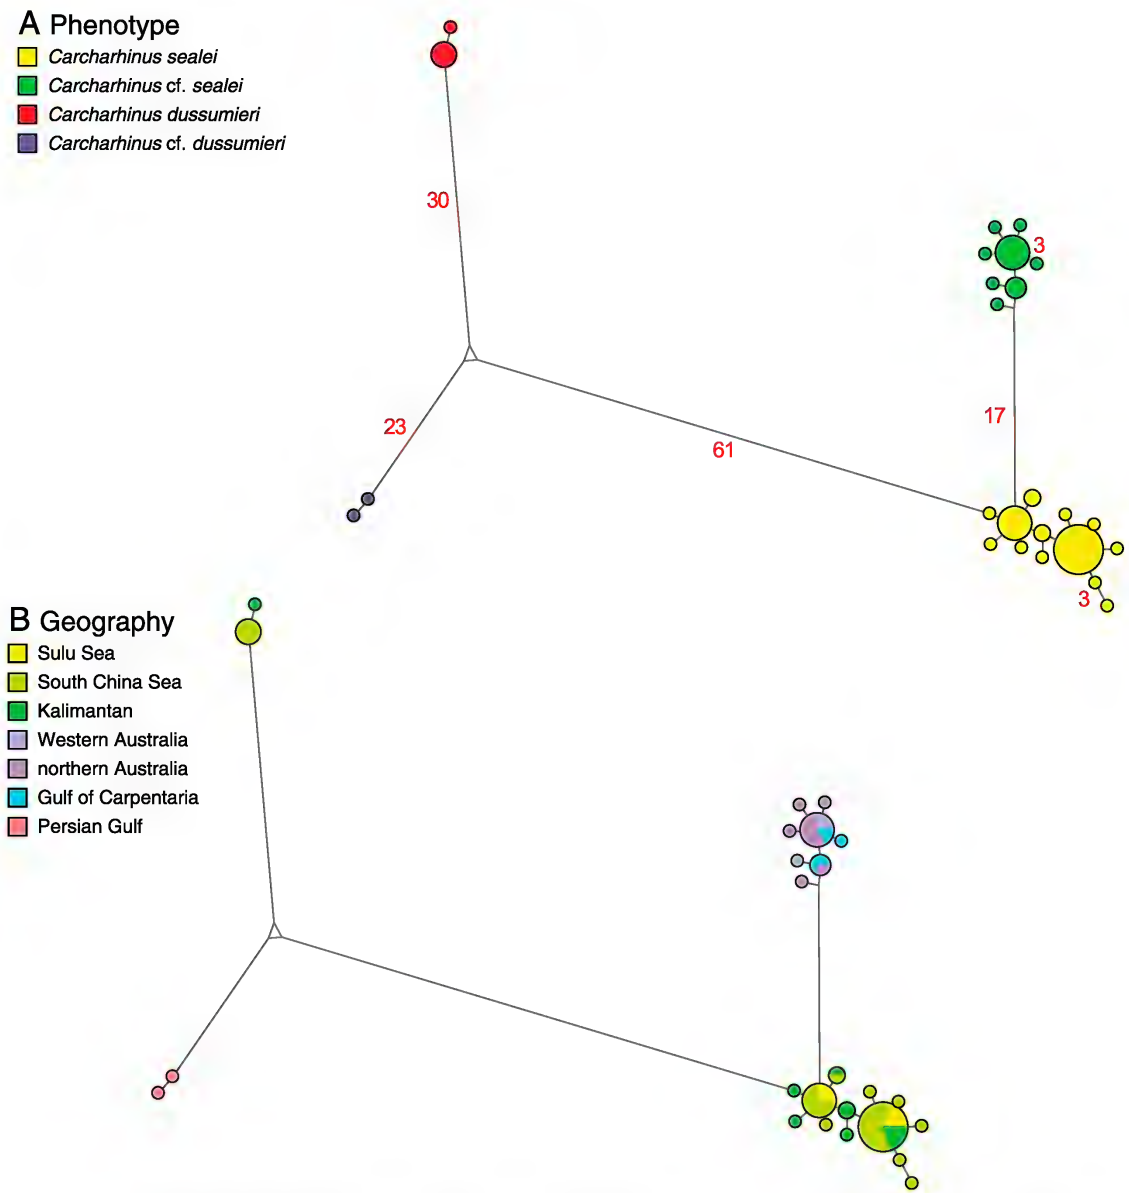 A Phenotype
Carcharhinus sealei
Carcharhinus cf. sealei
Carcharhinus dussumieri
Carcharhinus cf. dussumieri
30
3
23
61
17
3
B Geography
Sulu Sea
South China Sea
Kalimantan
Western Australia
northern Australia
Gulf of Carpentaria
Persian Gulf